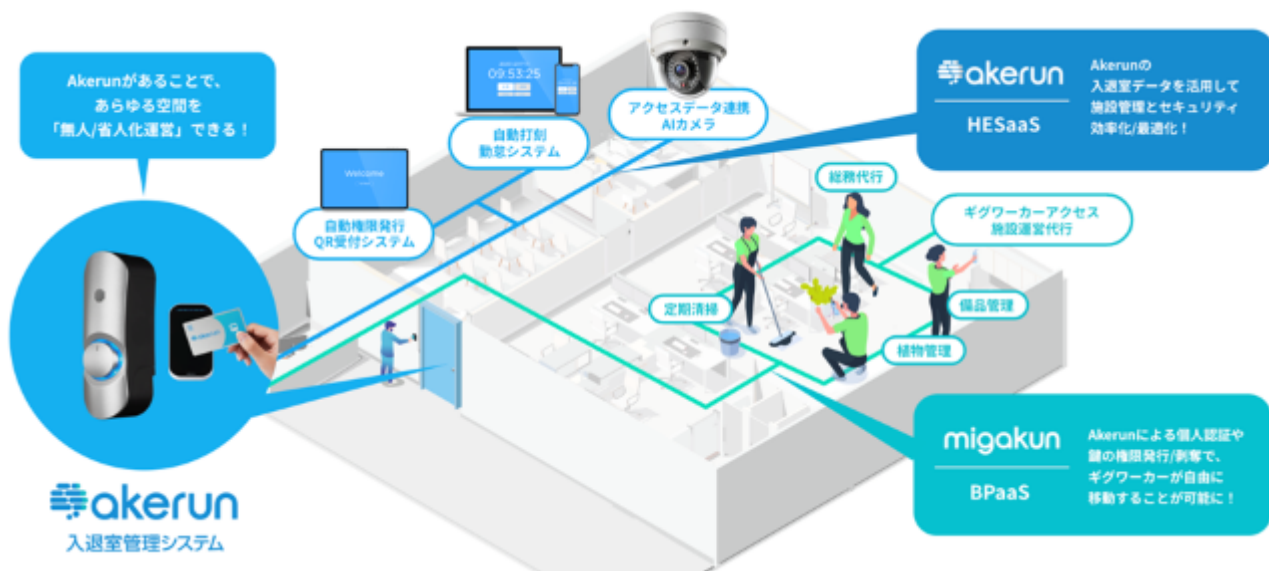 Akerunがあることで、
あらゆる空間を
「無人/省人化運営」できる！
akerun
入退室管理システム
Welcome
自動権限発行
QR受付システム
09:53:25
自動打刻
勤怠システム
アクセスデータ連携
AIカメラ
akerun
HESaaS
Akerunの
入退室データを活用して
施設管理とセキュリティ
効率化/最適化！
総務代行
ギグワーカーアクセス
施設運営代行
定期清掃
備品管理
植物管理
migakun
BPaaS
Akerunによる個人認証や
鍵の権限発行/剥奪で、
ギグワーカーが自由に
移動することが可能に！